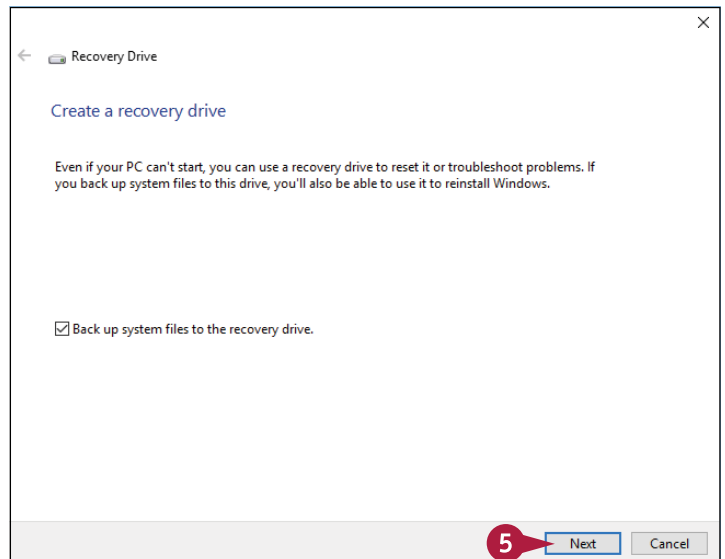 Recovery Drive
Create a recovery drive
Even if your PC can't start, you can use a recovery drive to reset it or troubleshoot problems. If
you back up system files to this drive, you'll also be able to use it to reinstall Windows.
Back up system files to the recovery drive.
5
Next
Cancel